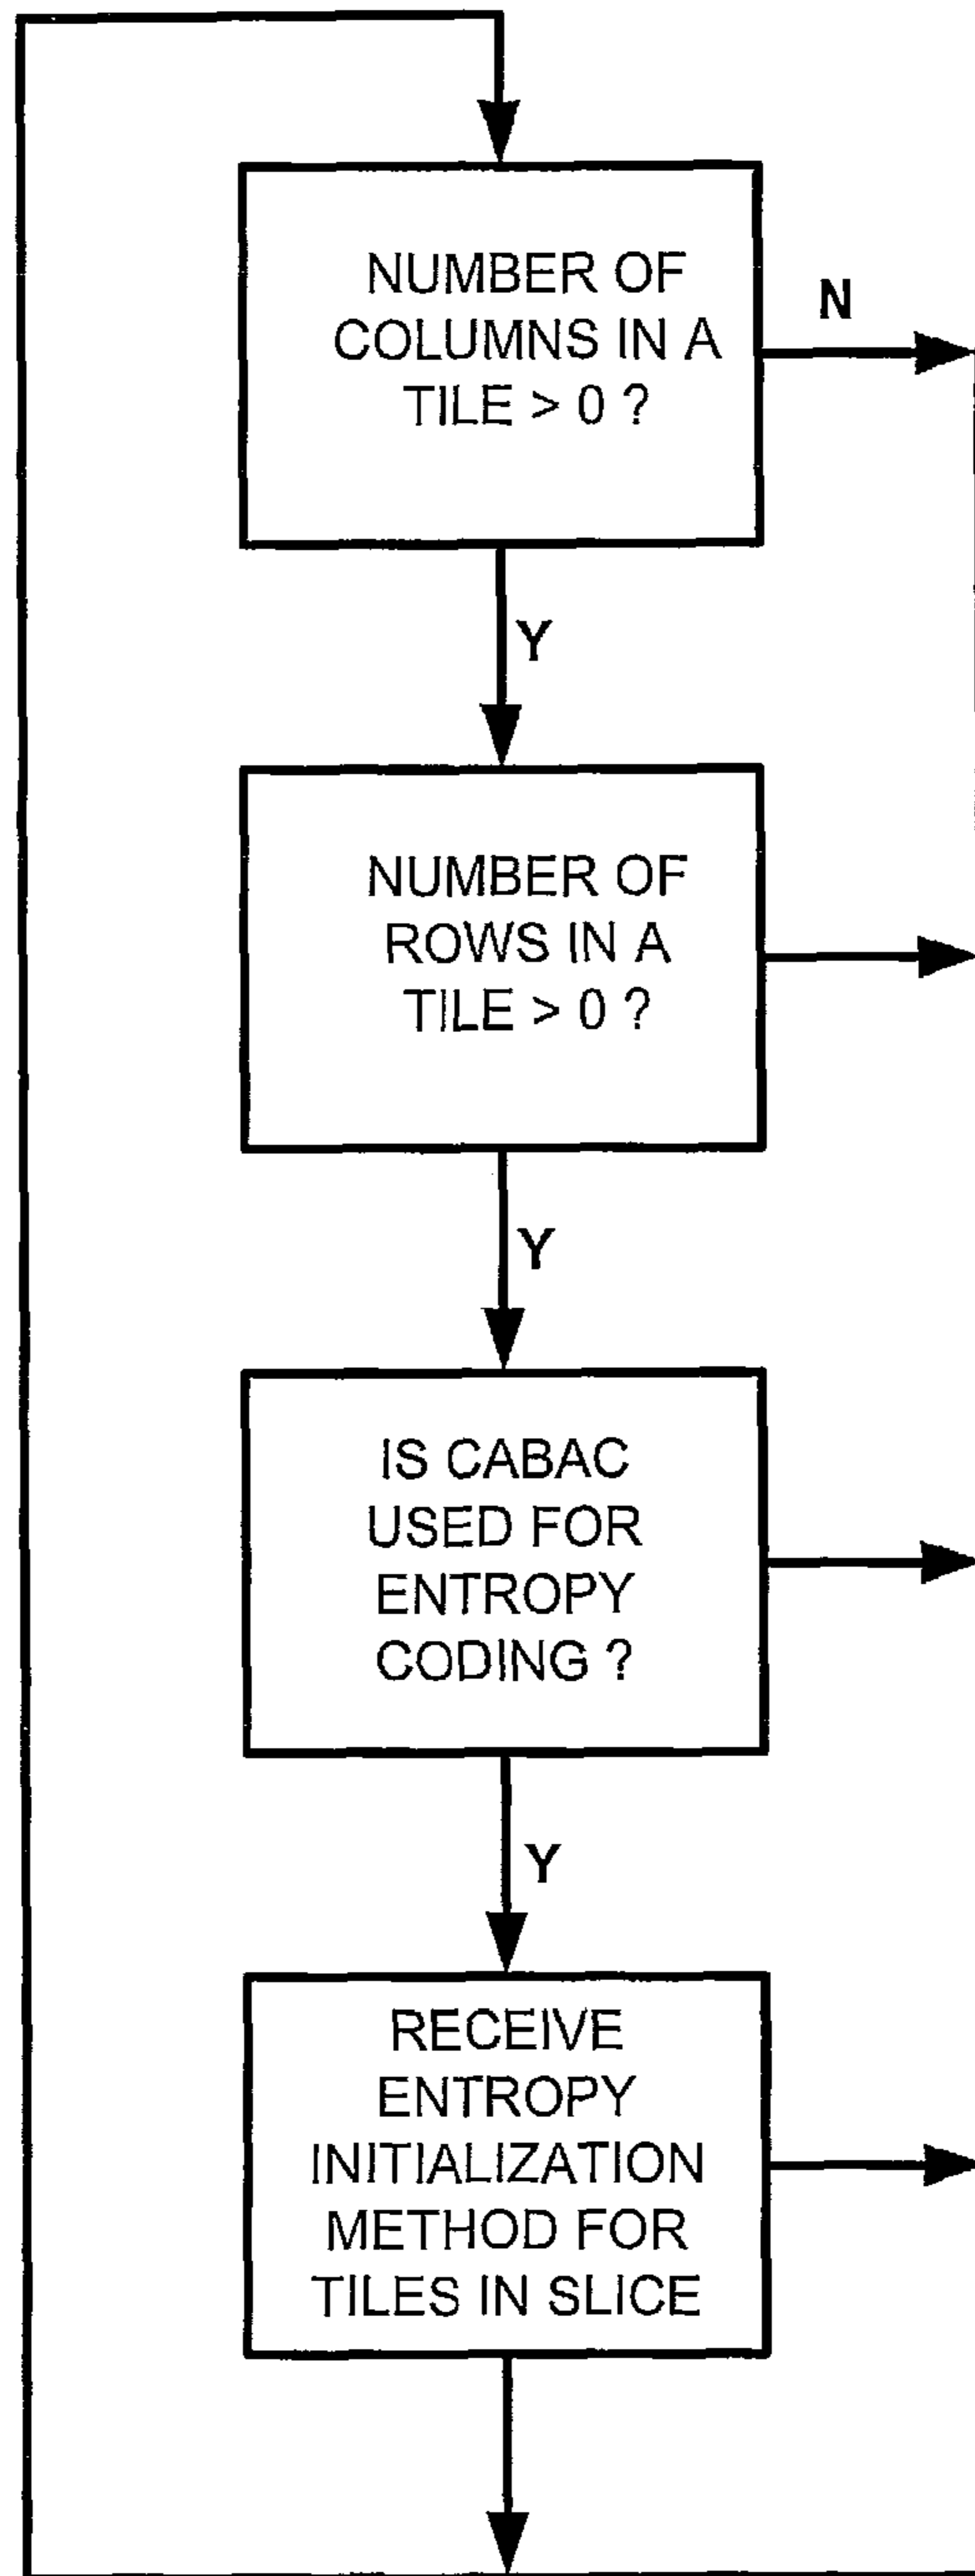 NUMBER OF
COLUMNS IN A
TILE > 0 ?
N
Y
NUMBER OF
ROWS IN A
TILE > 0 ?
Y
IS CABAC
USED FOR
ENTROPY
CODING ?
Y
RECEIVE
ENTROPY
INITIALIZATION
METHOD FOR
TILES IN SLICE